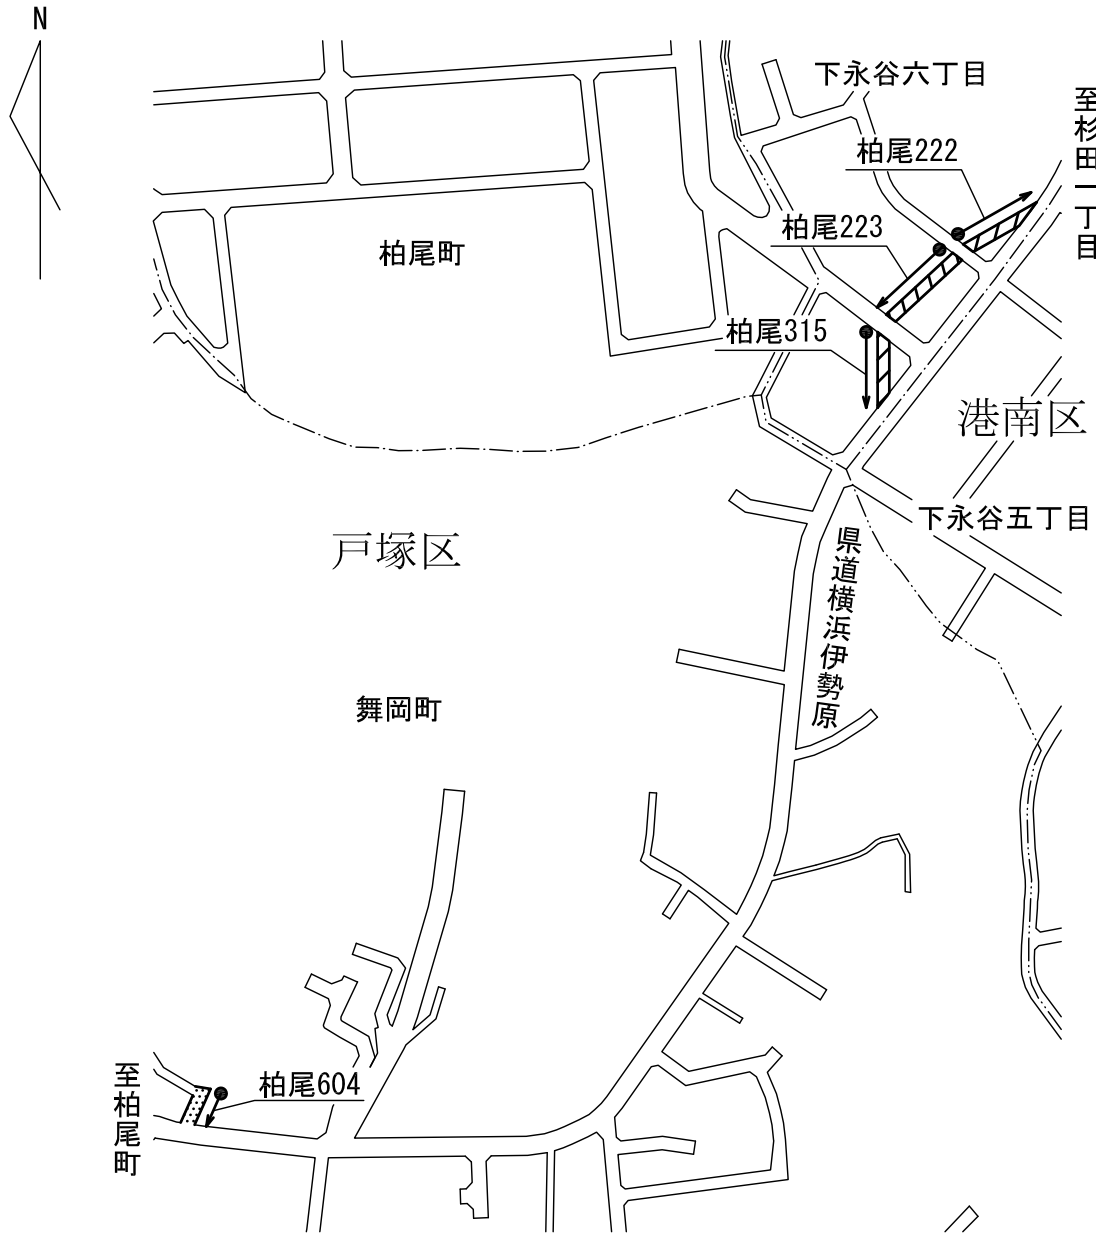 N
下永谷六丁目
至杉田一丁目
柏尾222
柏尾223
柏尾町
柏尾315
港南区
下永谷五丁目
戸塚区
県道横浜伊勢原
舞岡町
柏尾604
至柏尾町